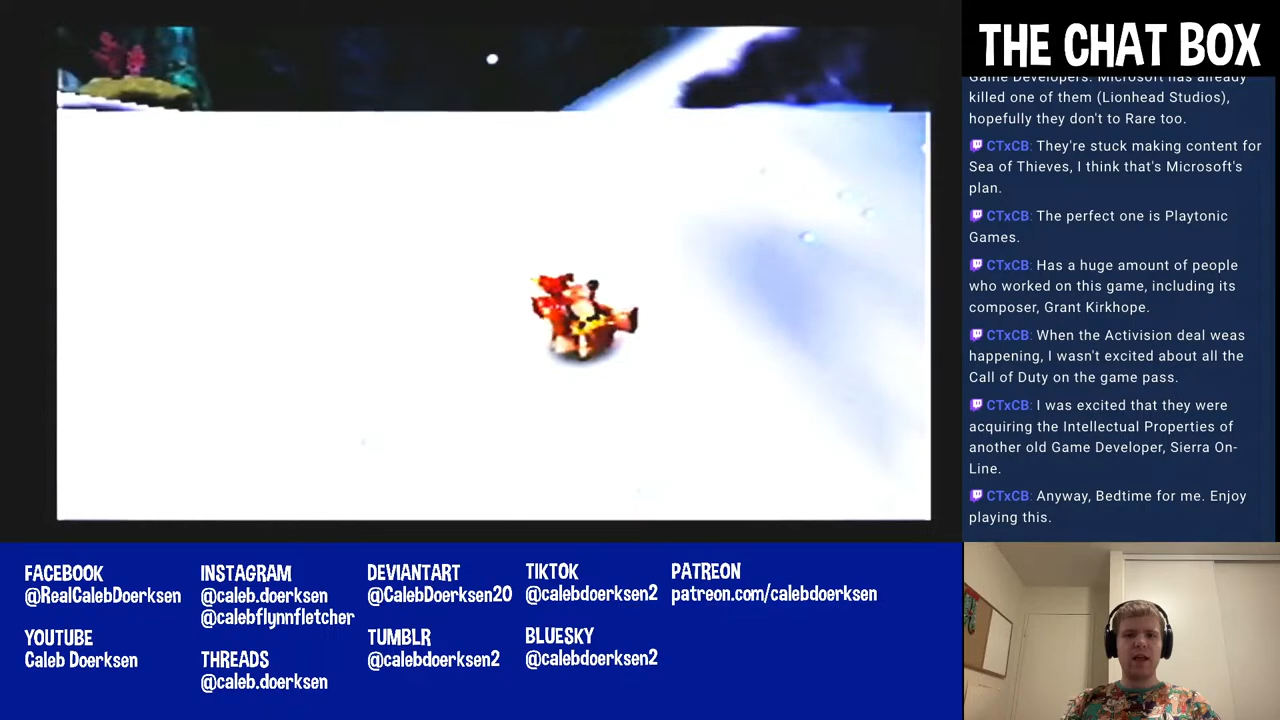 THE CHAT BOX
Game Developers. Microsoft has already
killed one of them (Lionhead Studios),
hopefully they don't to Rare too.
CTxCB: They're stuck making content for
Sea of Thieves, I think that's Microsoft's
plan.
CTxCB: The perfect one is Playtonic
Games.
CTxCB: Has a huge amount of people
who worked on this game, including its
composer, Grant Kirkhope.
CTxCB: When the Activision deal weas
happening, I wasn't excited about all the
Call of Duty on the game pass.
CTxCB: I was excited that they were
acquiring the Intellectual Properties of
another old Game Developer, Sierra On-
Line.
CTxCB: Anyway, Bedtime for me. Enjoy
playing this.
FACEBOOK
@RealCalebDoerksen
YOUTUBE
Caleb Doerksen
INSTAGRAM
@caleb.doerksen
@calebflynnfletcher
THREADS
@caleb.doerksen
DEVIANTART
@CalebDoerksen20
TUMBLR
@calebdoerksen2
TIKTOK
@calebdoerksen2
BLUESKY
@calebdoerksen2
PATREON
patreon.com/calebdoerksen